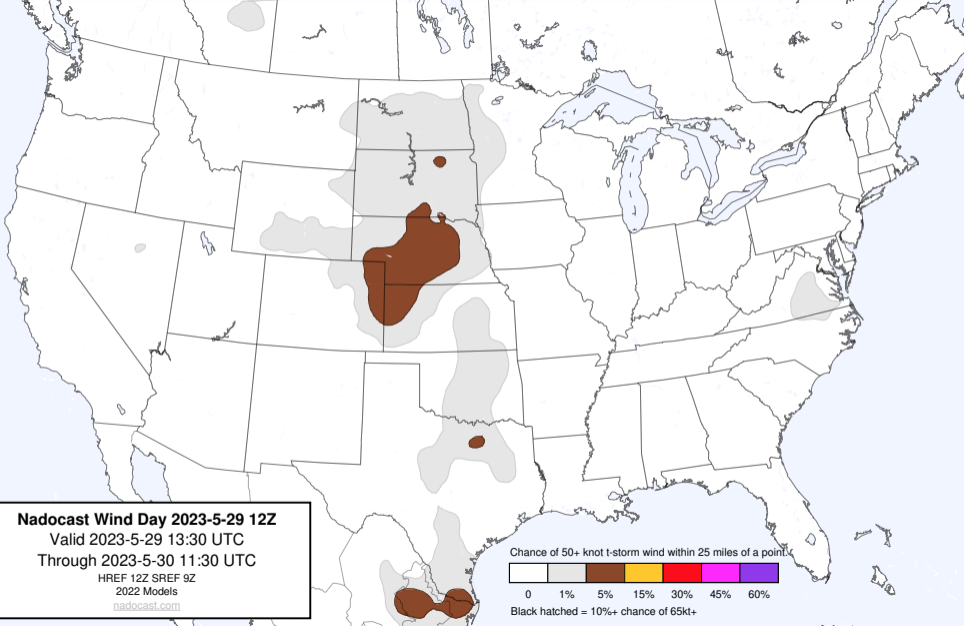 Nadocast Wind Day 2023-5-29 12Z
Valid 2023-5-29 13:30 UTC
Through 2023-5-30 11:30 UTC
HREF 12Z SREF 9Z
2022 Models
nadocast.com
Chance of 50+ knot t-storm wind within 25 miles of a point.
0 1% 5% 15% 30% 45% 60%
Black hatched = 10%+ chance of 65kt+